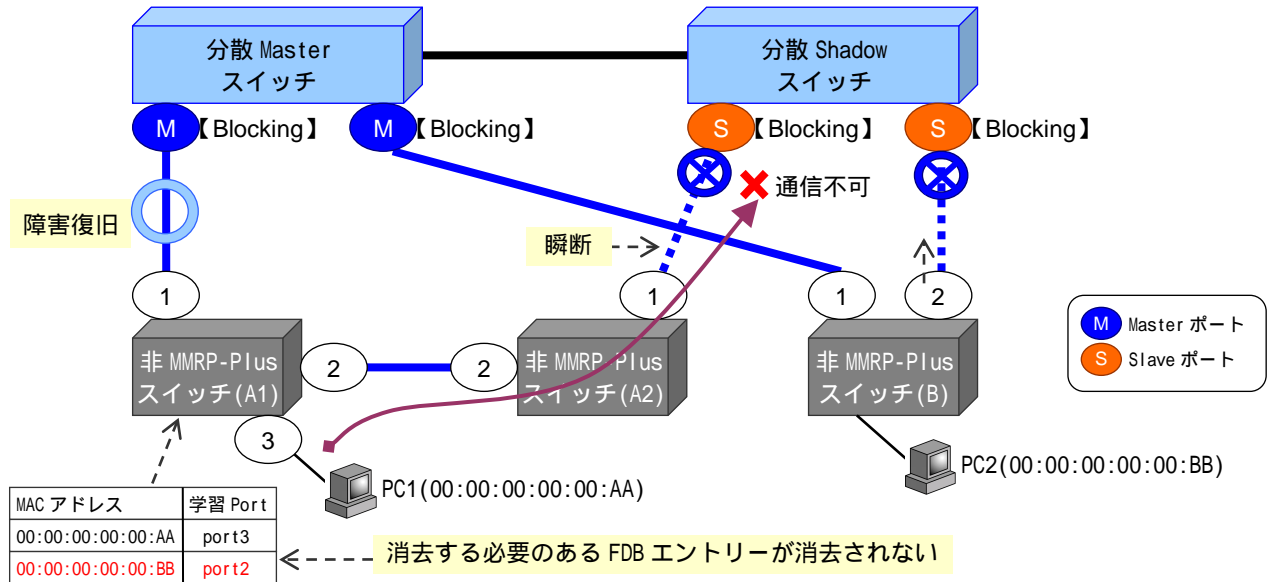 分散 Master
スイッチ
分散 Shadow
スイッチ
M
【Blocking】
M
【Blocking】
S
【Blocking】
S
【Blocking】
通信不可
障害復旧
瞬断
1
1
1
2
M
Master ポート
S
Slave ポート
非 MMRP-Plus
スイッチ(A1)
2
2
非 MMRP-Plus
スイッチ(A2)
非 MMRP-Plus
スイッチ(B)
3
PC1(00:00:00:00:00:AA)
PC2(00:00:00:00:00:BB)
MAC アドレス
学習 Port
00:00:00:00:00:AA
port3
00:00:00:00:00:BB
port2
消去する必要のある FDB エントリーが消去されない